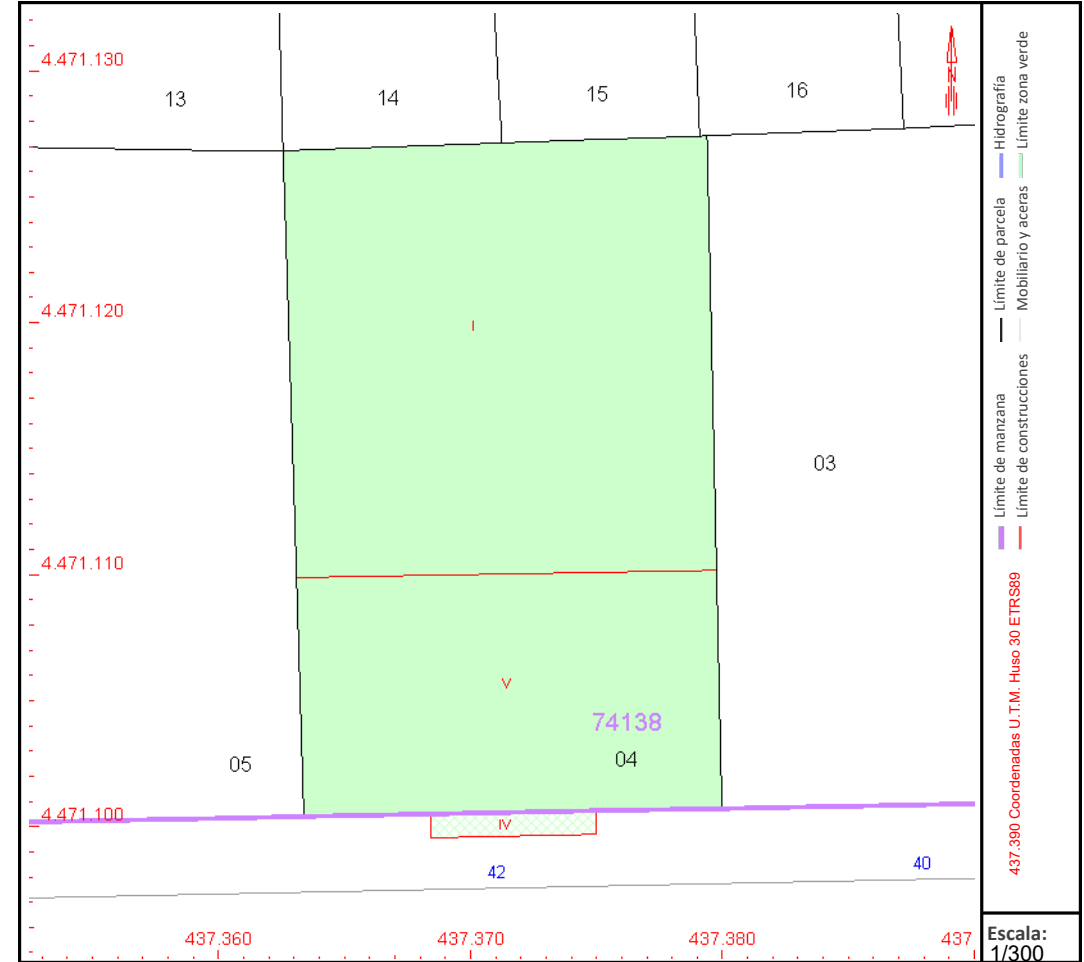 4.471.130
13
14
15
16
4.471.120
I
03
4.471.110
V
74138
05
04
4.471.100
IV
42
40
437.360
437.370
437.380
437
N
Hidrografía
Límite zona verde
Límite de parcela
Mobiliario y aceras
Límite de manzana
Límite de construcciones
437.390 Coordenadas U.T.M. Huso 30 ETRS89
Escala:
1/300